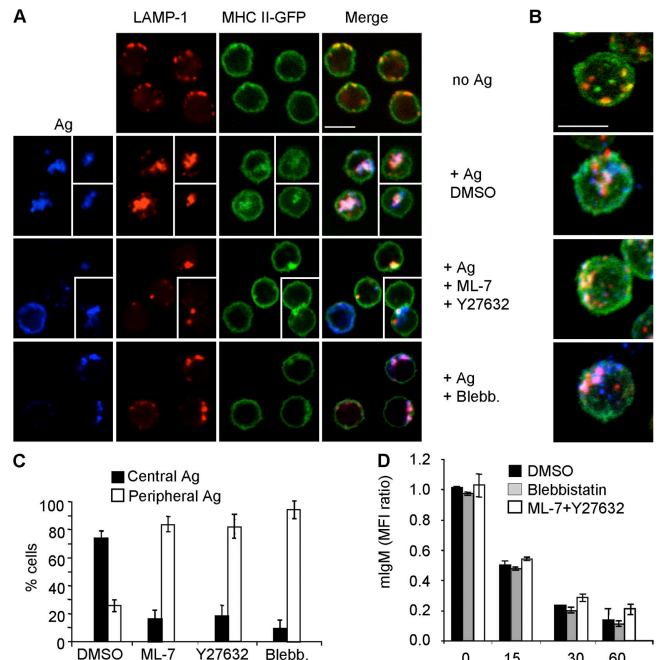 A
LAMP-1 MHC II-GFP Merge
B
Ag
no Ag
+ Ag
DMSO
+ Ag
+ ML-7
+ Y27632
+ Ag
+ Blebb.
C
Central Ag
Peripheral Ag
% cells
100
80
60
40
20
0
DMSO ML-7 Y27632 Blebb.
D
DMSO
Blebbistatin
ML-7+Y27632
mIgM (MFI ratio)
1.2
1.0
0.8
0.6
0.4
0.2
0.0
0 15 30 60